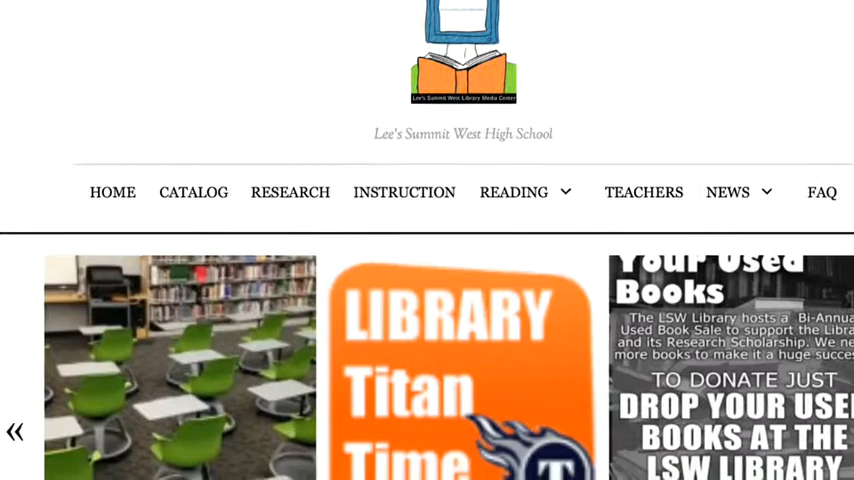 Lee's Summit West Library Media Center
Lee's Summit West High School
HOME CATALOG RESEARCH INSTRUCTION READING TEACHERS NEWS FAQ
«
LIBRARY
Titan
Time
T
Your Used
Books
The LSW Library hosts a Bi-Annua
Used Book Sale to support the Libra
and its Research Scholarship. We ne
more books to make it a huge succes
TO DONATE JUST
DROP YOUR USE
BOOKS AT THE
LSW LIBRARY